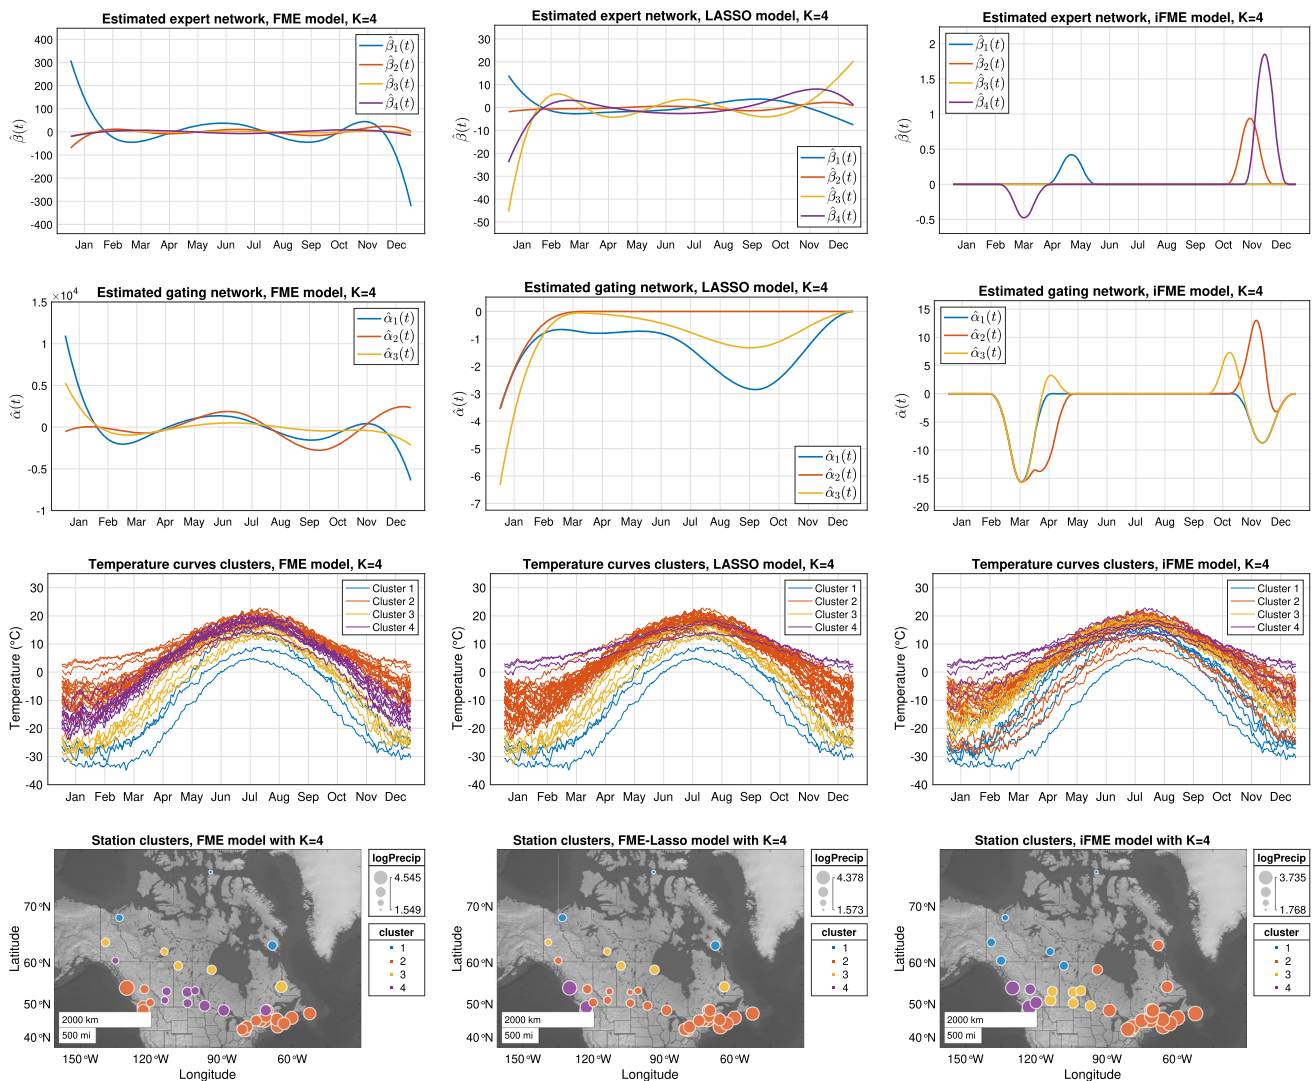 Estimated expert network, FME model, K=4
400
300
200
100
0
-100
-200
-300
-400
β̂(t)
β̂₁(t)
β̂₂(t)
β̂₃(t)
β̂₄(t)
Jan Feb Mar Apr May Jun Jul Aug Sep Oct Nov Dec
Estimated expert network, LASSO model, K=4
30
20
10
0
-10
-20
-30
-40
-50
β̂(t)
β̂₁(t)
β̂₂(t)
β̂₃(t)
β̂₄(t)
Jan Feb Mar Apr May Jun Jul Aug Sep Oct Nov Dec
Estimated expert network, iFME model, K=4
2
1.5
1
0.5
0
-0.5
β̂(t)
β̂₁(t)
β̂₂(t)
β̂₃(t)
β̂₄(t)
Jan Feb Mar Apr May Jun Jul Aug Sep Oct Nov Dec
Estimated gating network, FME model, K=4
×10⁴
1.5
1
0.5
0
-0.5
-1
α̂(t)
α̂₁(t)
α̂₂(t)
α̂₃(t)
Jan Feb Mar Apr May Jun Jul Aug Sep Oct Nov Dec
Estimated gating network, LASSO model, K=4
0
-1
-2
-3
-4
-5
-6
-7
α̂(t)
α̂₁(t)
α̂₂(t)
α̂₃(t)
Jan Feb Mar Apr May Jun Jul Aug Sep Oct Nov Dec
Estimated gating network, iFME model, K=4
15
10
5
0
-5
-10
-15
-20
α̂(t)
α̂₁(t)
α̂₂(t)
α̂₃(t)
Jan Feb Mar Apr May Jun Jul Aug Sep Oct Nov Dec
Temperature curves clusters, FME model, K=4
30
20
10
0
-10
-20
-30
-40
Temperature (°C)
Cluster 1
Cluster 2
Cluster 3
Cluster 4
Jan Feb Mar Apr May Jun Jul Aug Sep Oct Nov Dec
Temperature curves clusters, LASSO model, K=4
30
20
10
0
-10
-20
-30
-40
Temperature (°C)
Cluster 1
Cluster 2
Cluster 3
Cluster 4
Jan Feb Mar Apr May Jun Jul Aug Sep Oct Nov Dec
Temperature curves clusters, iFME model, K=4
30
20
10
0
-10
-20
-30
-40
Temperature (°C)
Cluster 1
Cluster 2
Cluster 3
Cluster 4
Jan Feb Mar Apr May Jun Jul Aug Sep Oct Nov Dec
Station clusters, FME model with K=4
70°N
60°N
50°N
40°N
Latitude
2000 km
500 mi
150°W 120°W 90°W 60°W
Longitude
logPrecip
4.545
1.549
cluster
1
2
3
4
Station clusters, FME-Lasso model with K=4
70°N
60°N
50°N
40°N
Latitude
2000 km
500 mi
150°W 120°W 90°W 60°W
Longitude
logPrecip
4.378
1.573
cluster
1
2
3
4
Station clusters, iFME model with K=4
70°N
60°N
50°N
40°N
Latitude
2000 km
500 mi
150°W 120°W 90°W 60°W
Longitude
logPrecip
3.735
1.768
cluster
1
2
3
4